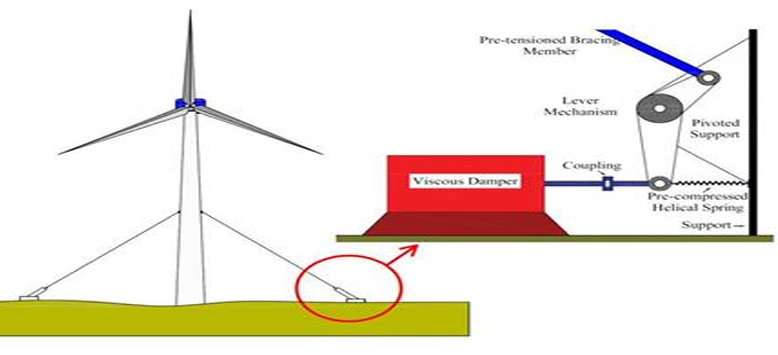 Pre-tensioned Bracing
Member
Lever
Mechanism
Pivoted
Support
Coupling
Viscous Damper
Pre-compressed
Helical Spring
Support